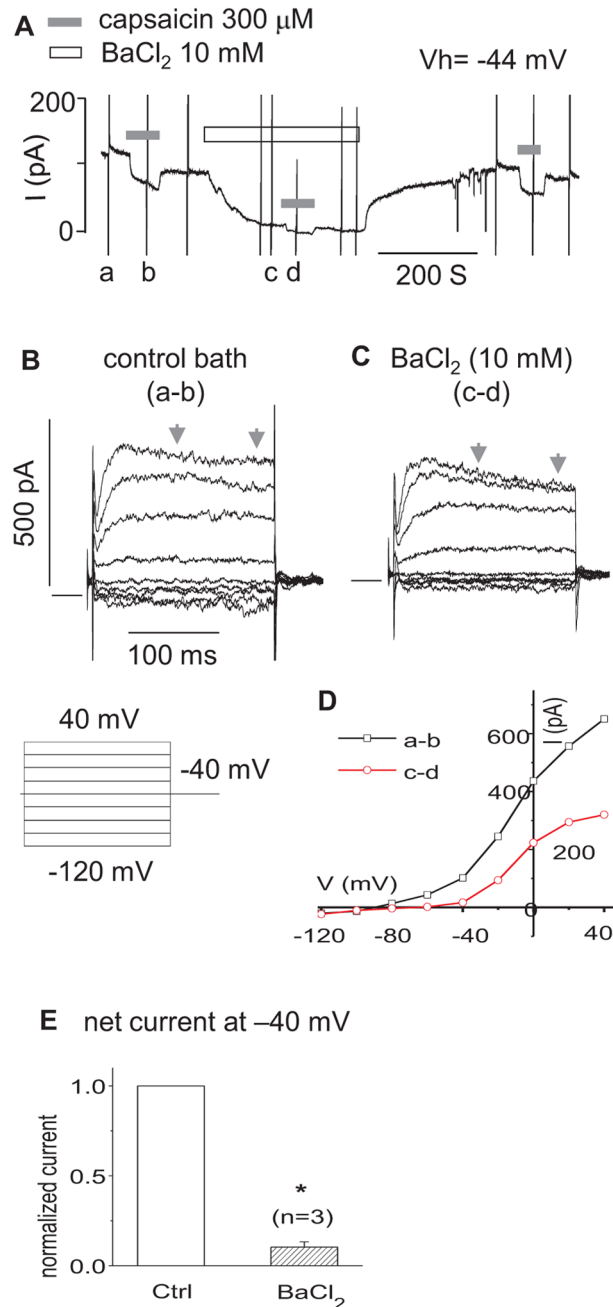 A
capsaicin 300 μM
BaCl2 10 mM
Vh= -44 mV
200
I (pA)
0
a b c d
200 S
B
control bath
(a-b)
C
BaCl2 (10 mM)
(c-d)
500 pA
100 ms
40 mV
-40 mV
-120 mV
D
a-b
c-d
I (pA)
600
400
200
V (mV)
0
-120 -80 -40 40
E net current at –40 mV
normalized current
1.0
0.5
0.0
*
(n=3)
Ctrl BaCl2